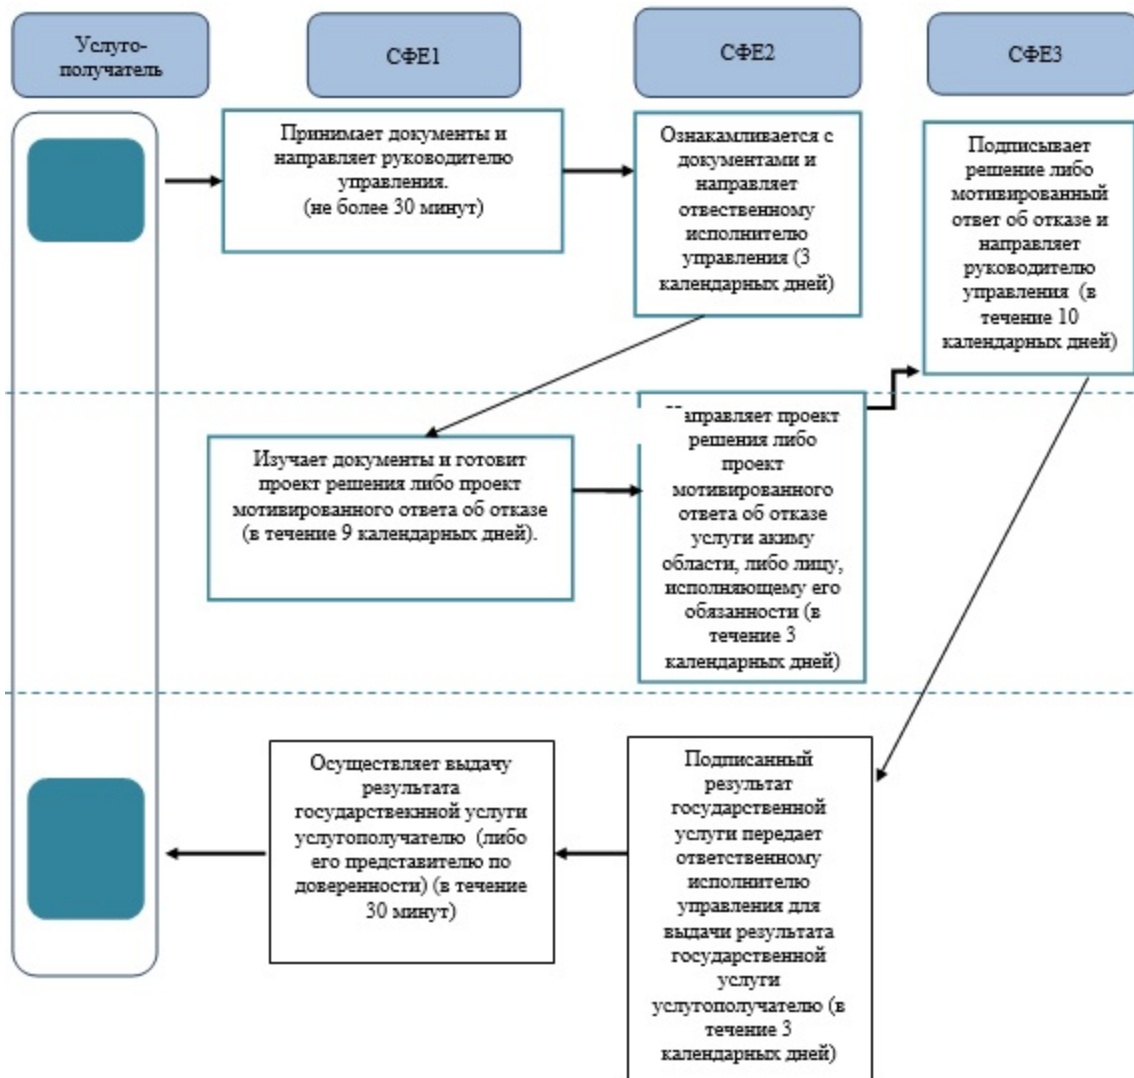 Услуго-
получатель
СФЕ1
СФЕ2
СФЕ3
Принимает документы и
направляет руководителю
управления.
(не более 30 минут)
Ознакамливается с
документами и
направляет
отвественному
исполнителю
управления (3
календарных дней)
Подписывает
решение либо
мотивированный
ответ об отказе и
направляет
руководителю
управления (в
течение 10
календарных дней)
Изучает документы и готовит
проект решения либо проект
мотивированного ответа об отказе
(в течение 9 календарных дней).
Направляет проект
решения либо
проект
мотивированного
ответа об отказе
услуги акиму
области, либо лицу,
исполняющему его
обязанности (в
течение 3
календарных дней)
Осуществляет выдачу
результата
государствекнной услуги
услугополучателю (либо
его представителю по
доверенности) (в течение
30 минут)
Подписанный
результат
государственной
услуги передает
ответственному
исполнителю
управления для
выдачи результата
государственной
услуги
услугополучателю (в
течение 3
календарных дней)